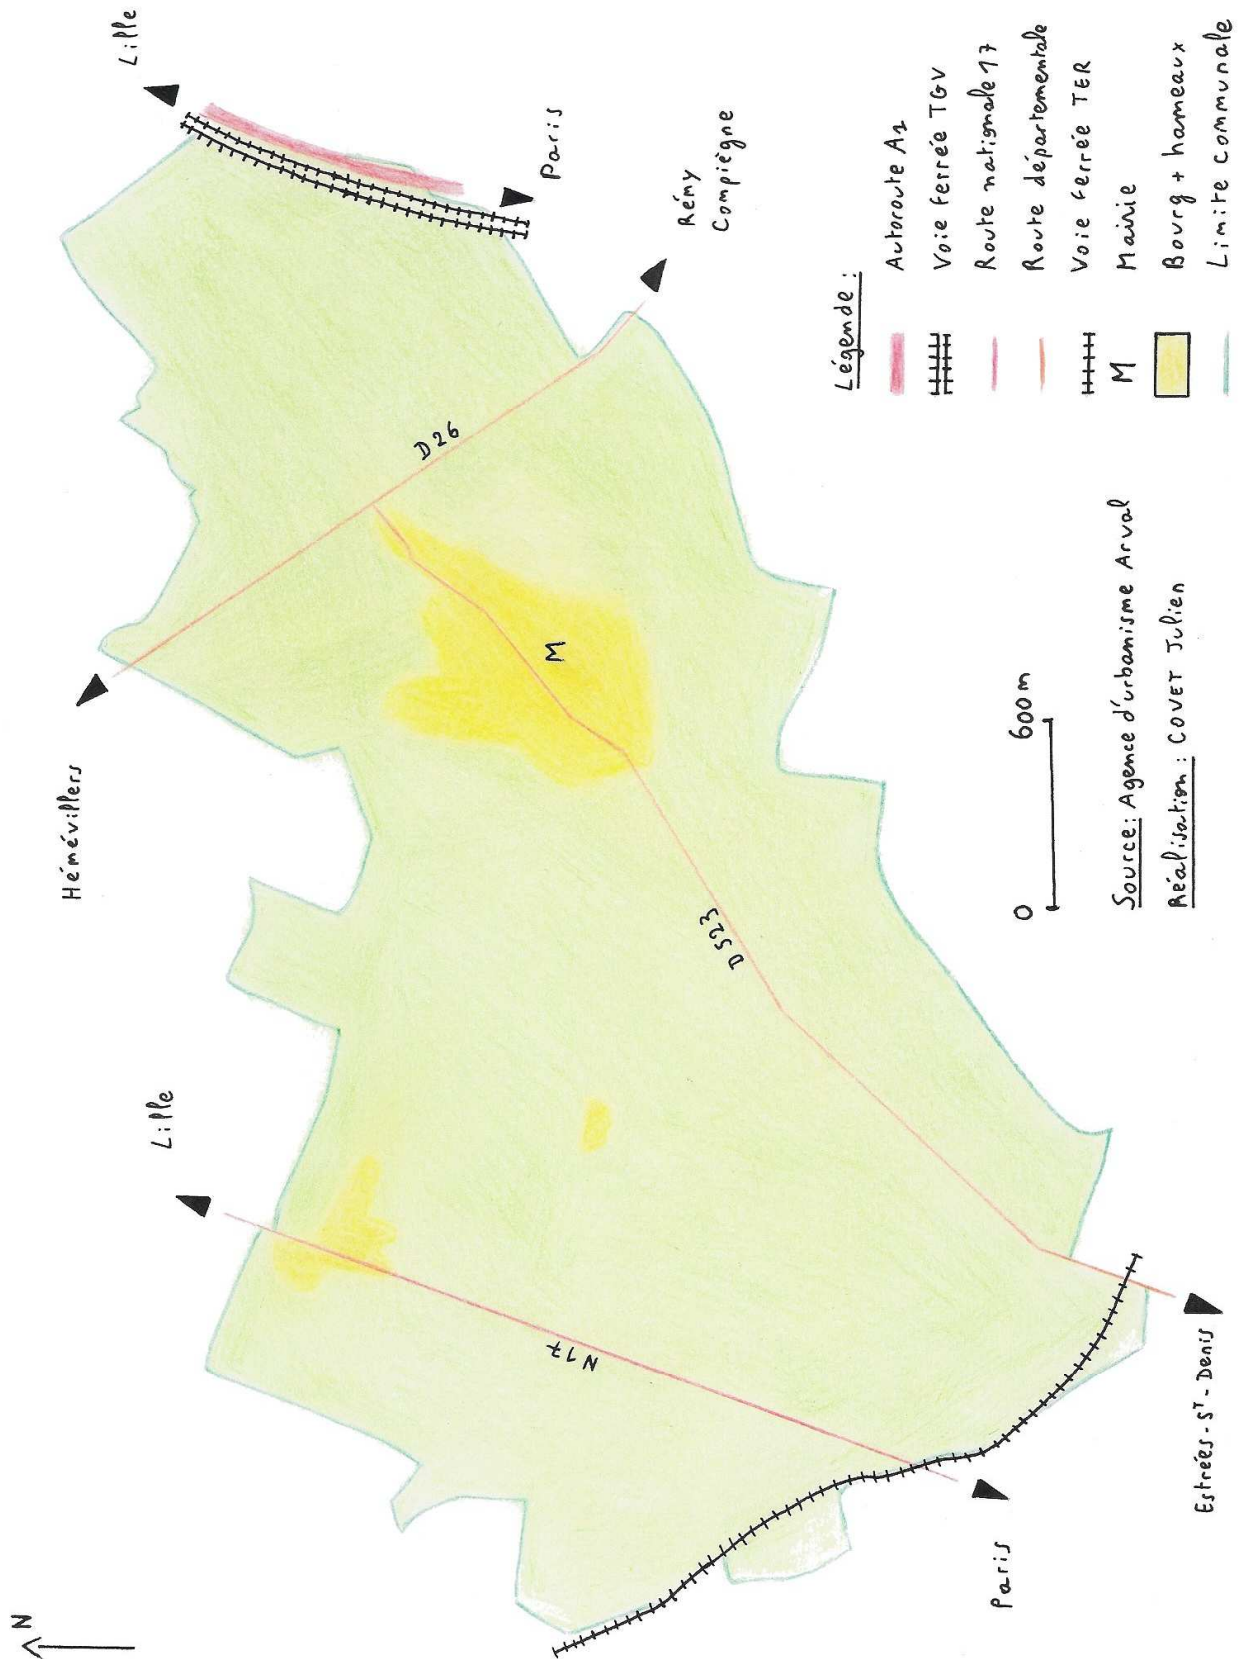 N
Lille
Lille
Hémévillers
Paris
Rémy
Compiègne
D26
M
D523
N17
Paris
Estrées-Sᵀ-Denis
Légende :
Autoroute A1
Voie ferrée TGV
Route nationale 17
Route départementale
Voie ferrée TER
M Mairie
Bourg + hameaux
Limite communale
0 600m
Source: Agence d'urbanisme Arval
Réalisation : COVET Julien